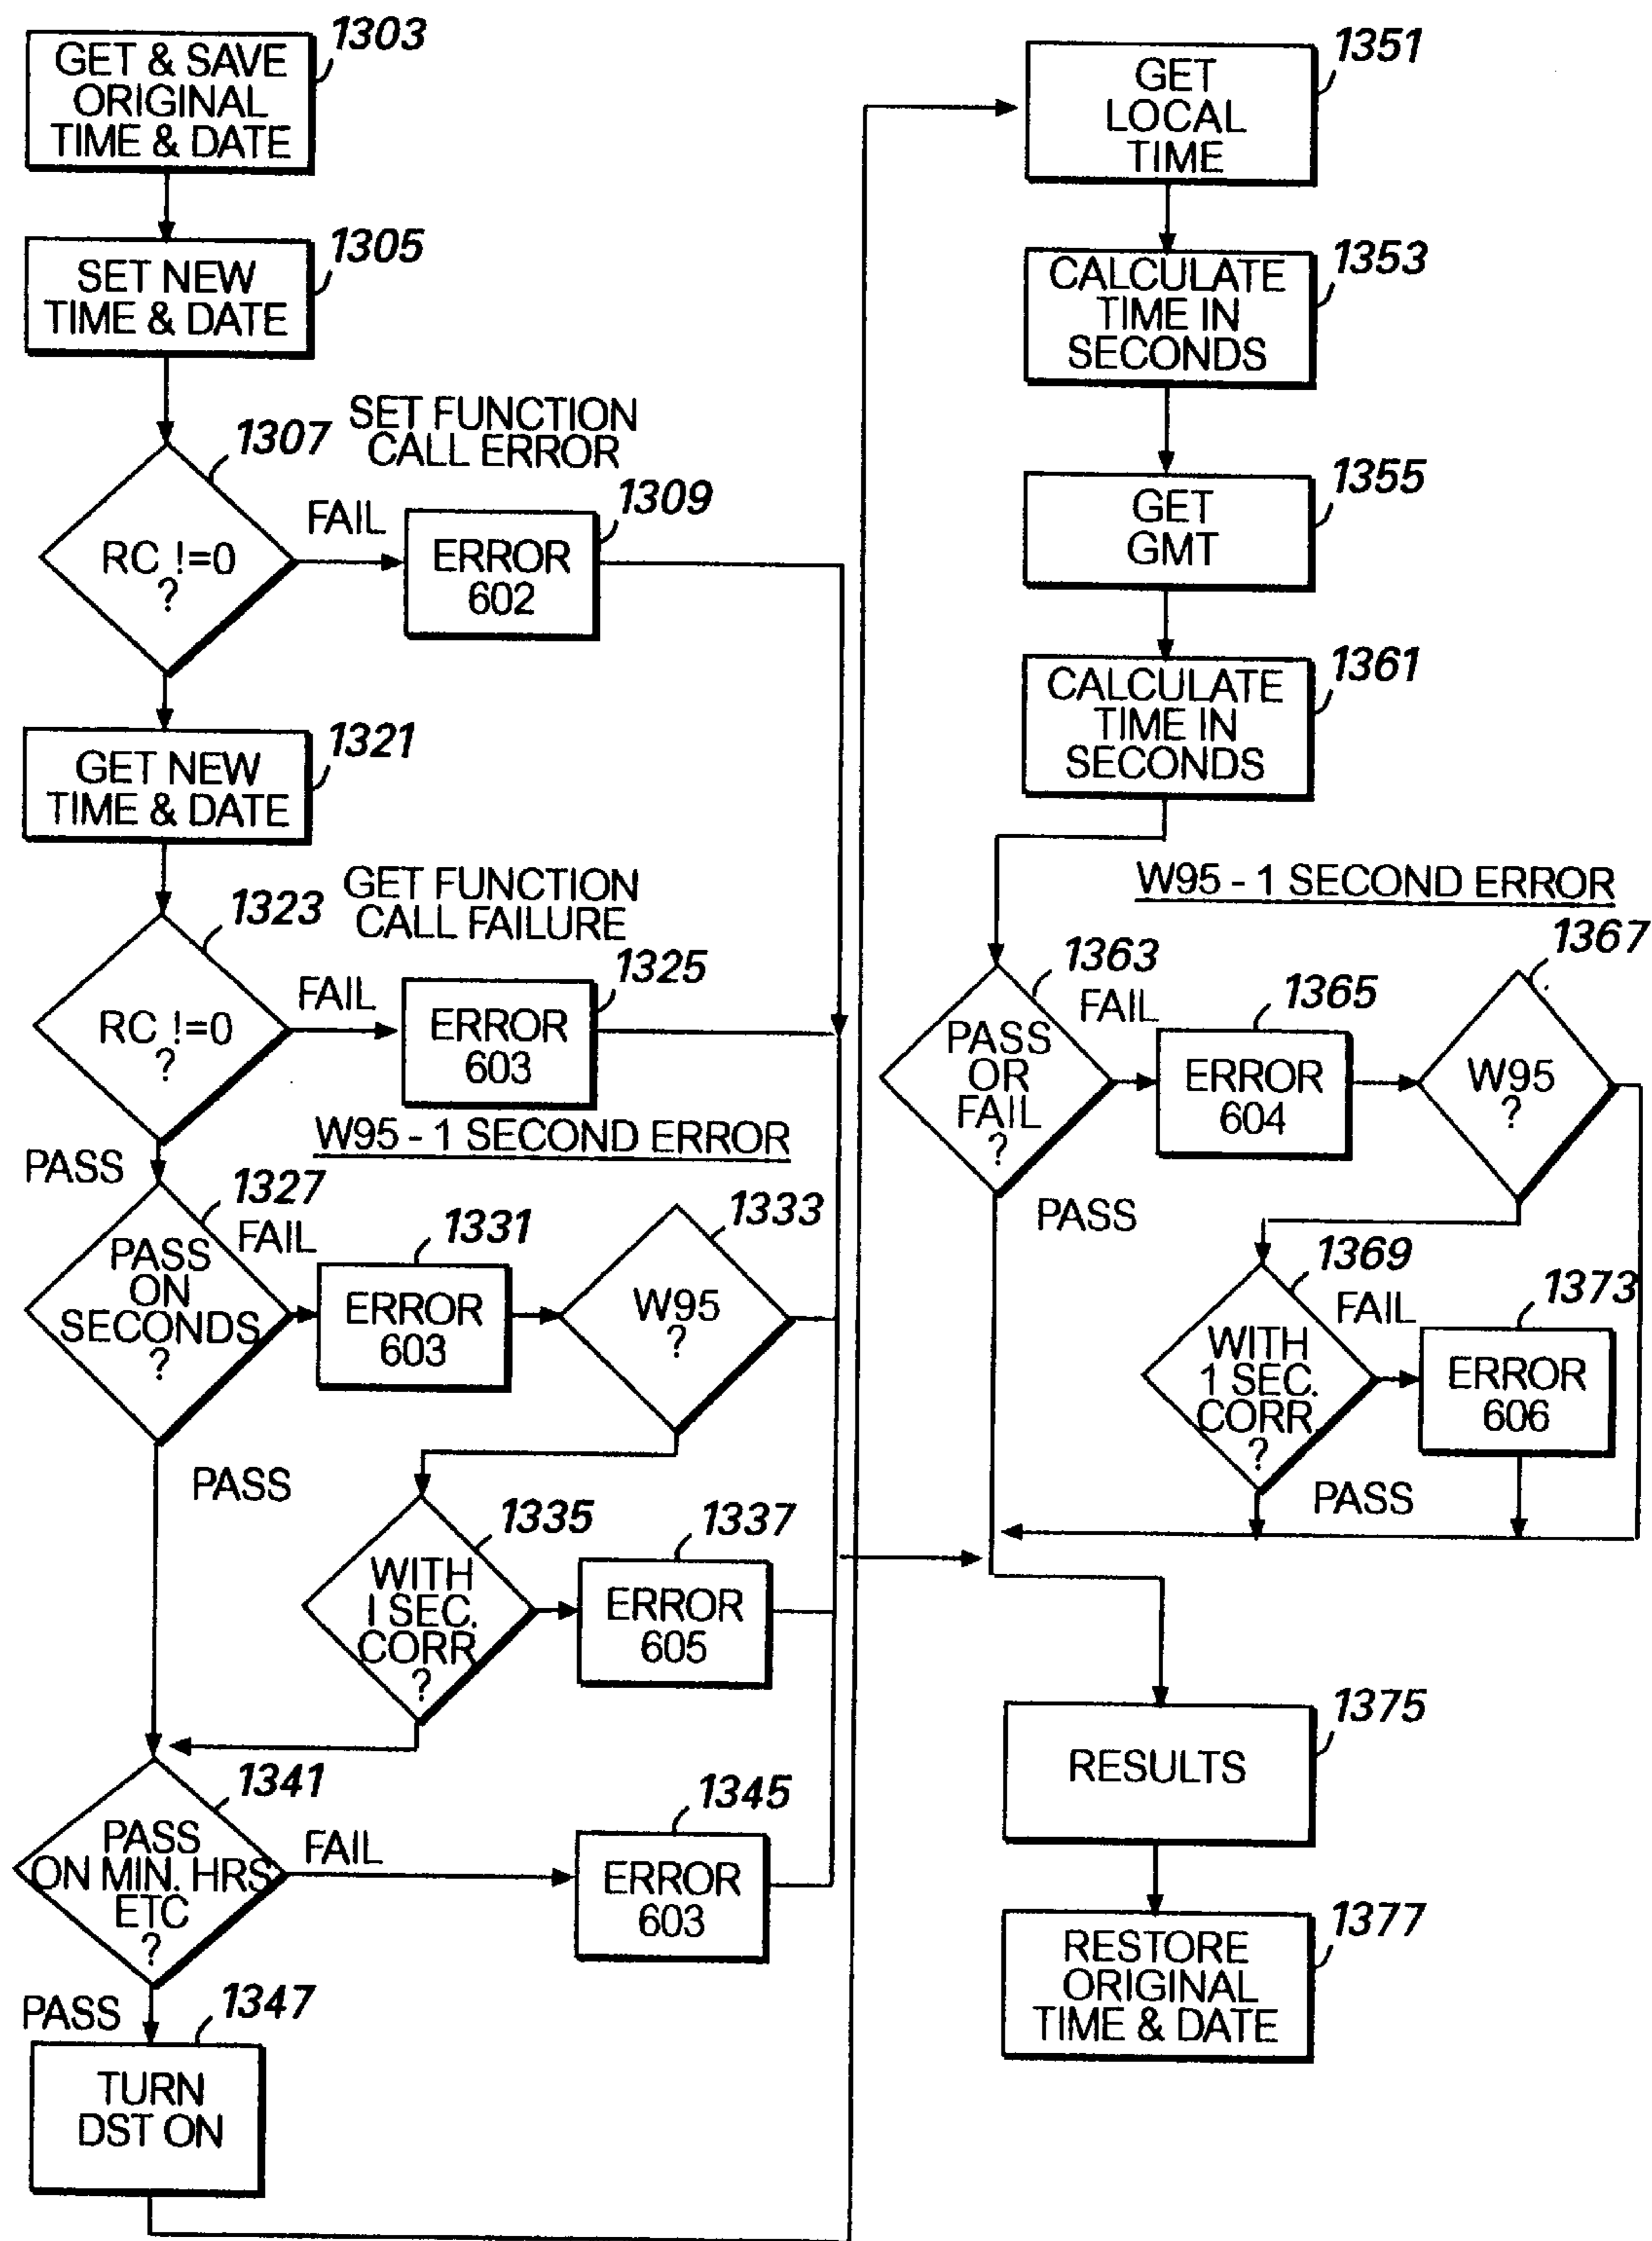 1303
GET & SAVE
ORIGINAL
TIME & DATE
1305
SET NEW
TIME & DATE
1307
SET FUNCTION
CALL ERROR
RC !=0
?
FAIL
1309
ERROR
602
1321
GET NEW
TIME & DATE
1323
GET FUNCTION
CALL FAILURE
RC !=0
?
FAIL
1325
ERROR
603
W95 - 1 SECOND ERROR
PASS
1327
PASS
ON
SECONDS
?
FAIL
1331
ERROR
603
1333
W95
?
PASS
1335
WITH
1 SEC.
CORR.
?
1337
ERROR
605
1341
PASS
ON MIN. HRS
ETC
?
FAIL
1345
ERROR
603
PASS
1347
TURN
DST ON
1351
GET
LOCAL
TIME
1353
CALCULATE
TIME IN
SECONDS
1355
GET
GMT
1361
CALCULATE
TIME IN
SECONDS
W95 - 1 SECOND ERROR
1363
PASS
OR
FAIL
?
FAIL
1365
ERROR
604
1367
W95
?
PASS
1369
WITH
1 SEC.
CORR.
?
FAIL
1373
ERROR
606
PASS
1375
RESULTS
1377
RESTORE
ORIGINAL
TIME & DATE